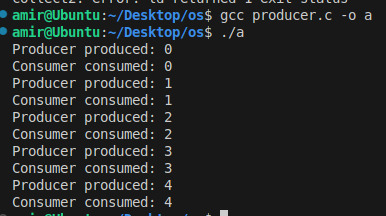 collect2: error: ld returned 1 exit status
amir@Ubuntu:~/Desktop/os$ gcc producer.c -o a
amir@Ubuntu:~/Desktop/os$ ./a
Producer produced: 0
Consumer consumed: 0
Producer produced: 1
Consumer consumed: 1
Producer produced: 2
Consumer consumed: 2
Producer produced: 3
Consumer consumed: 3
Producer produced: 4
Consumer consumed: 4
amir@Ubuntu:~/Desktop/os$